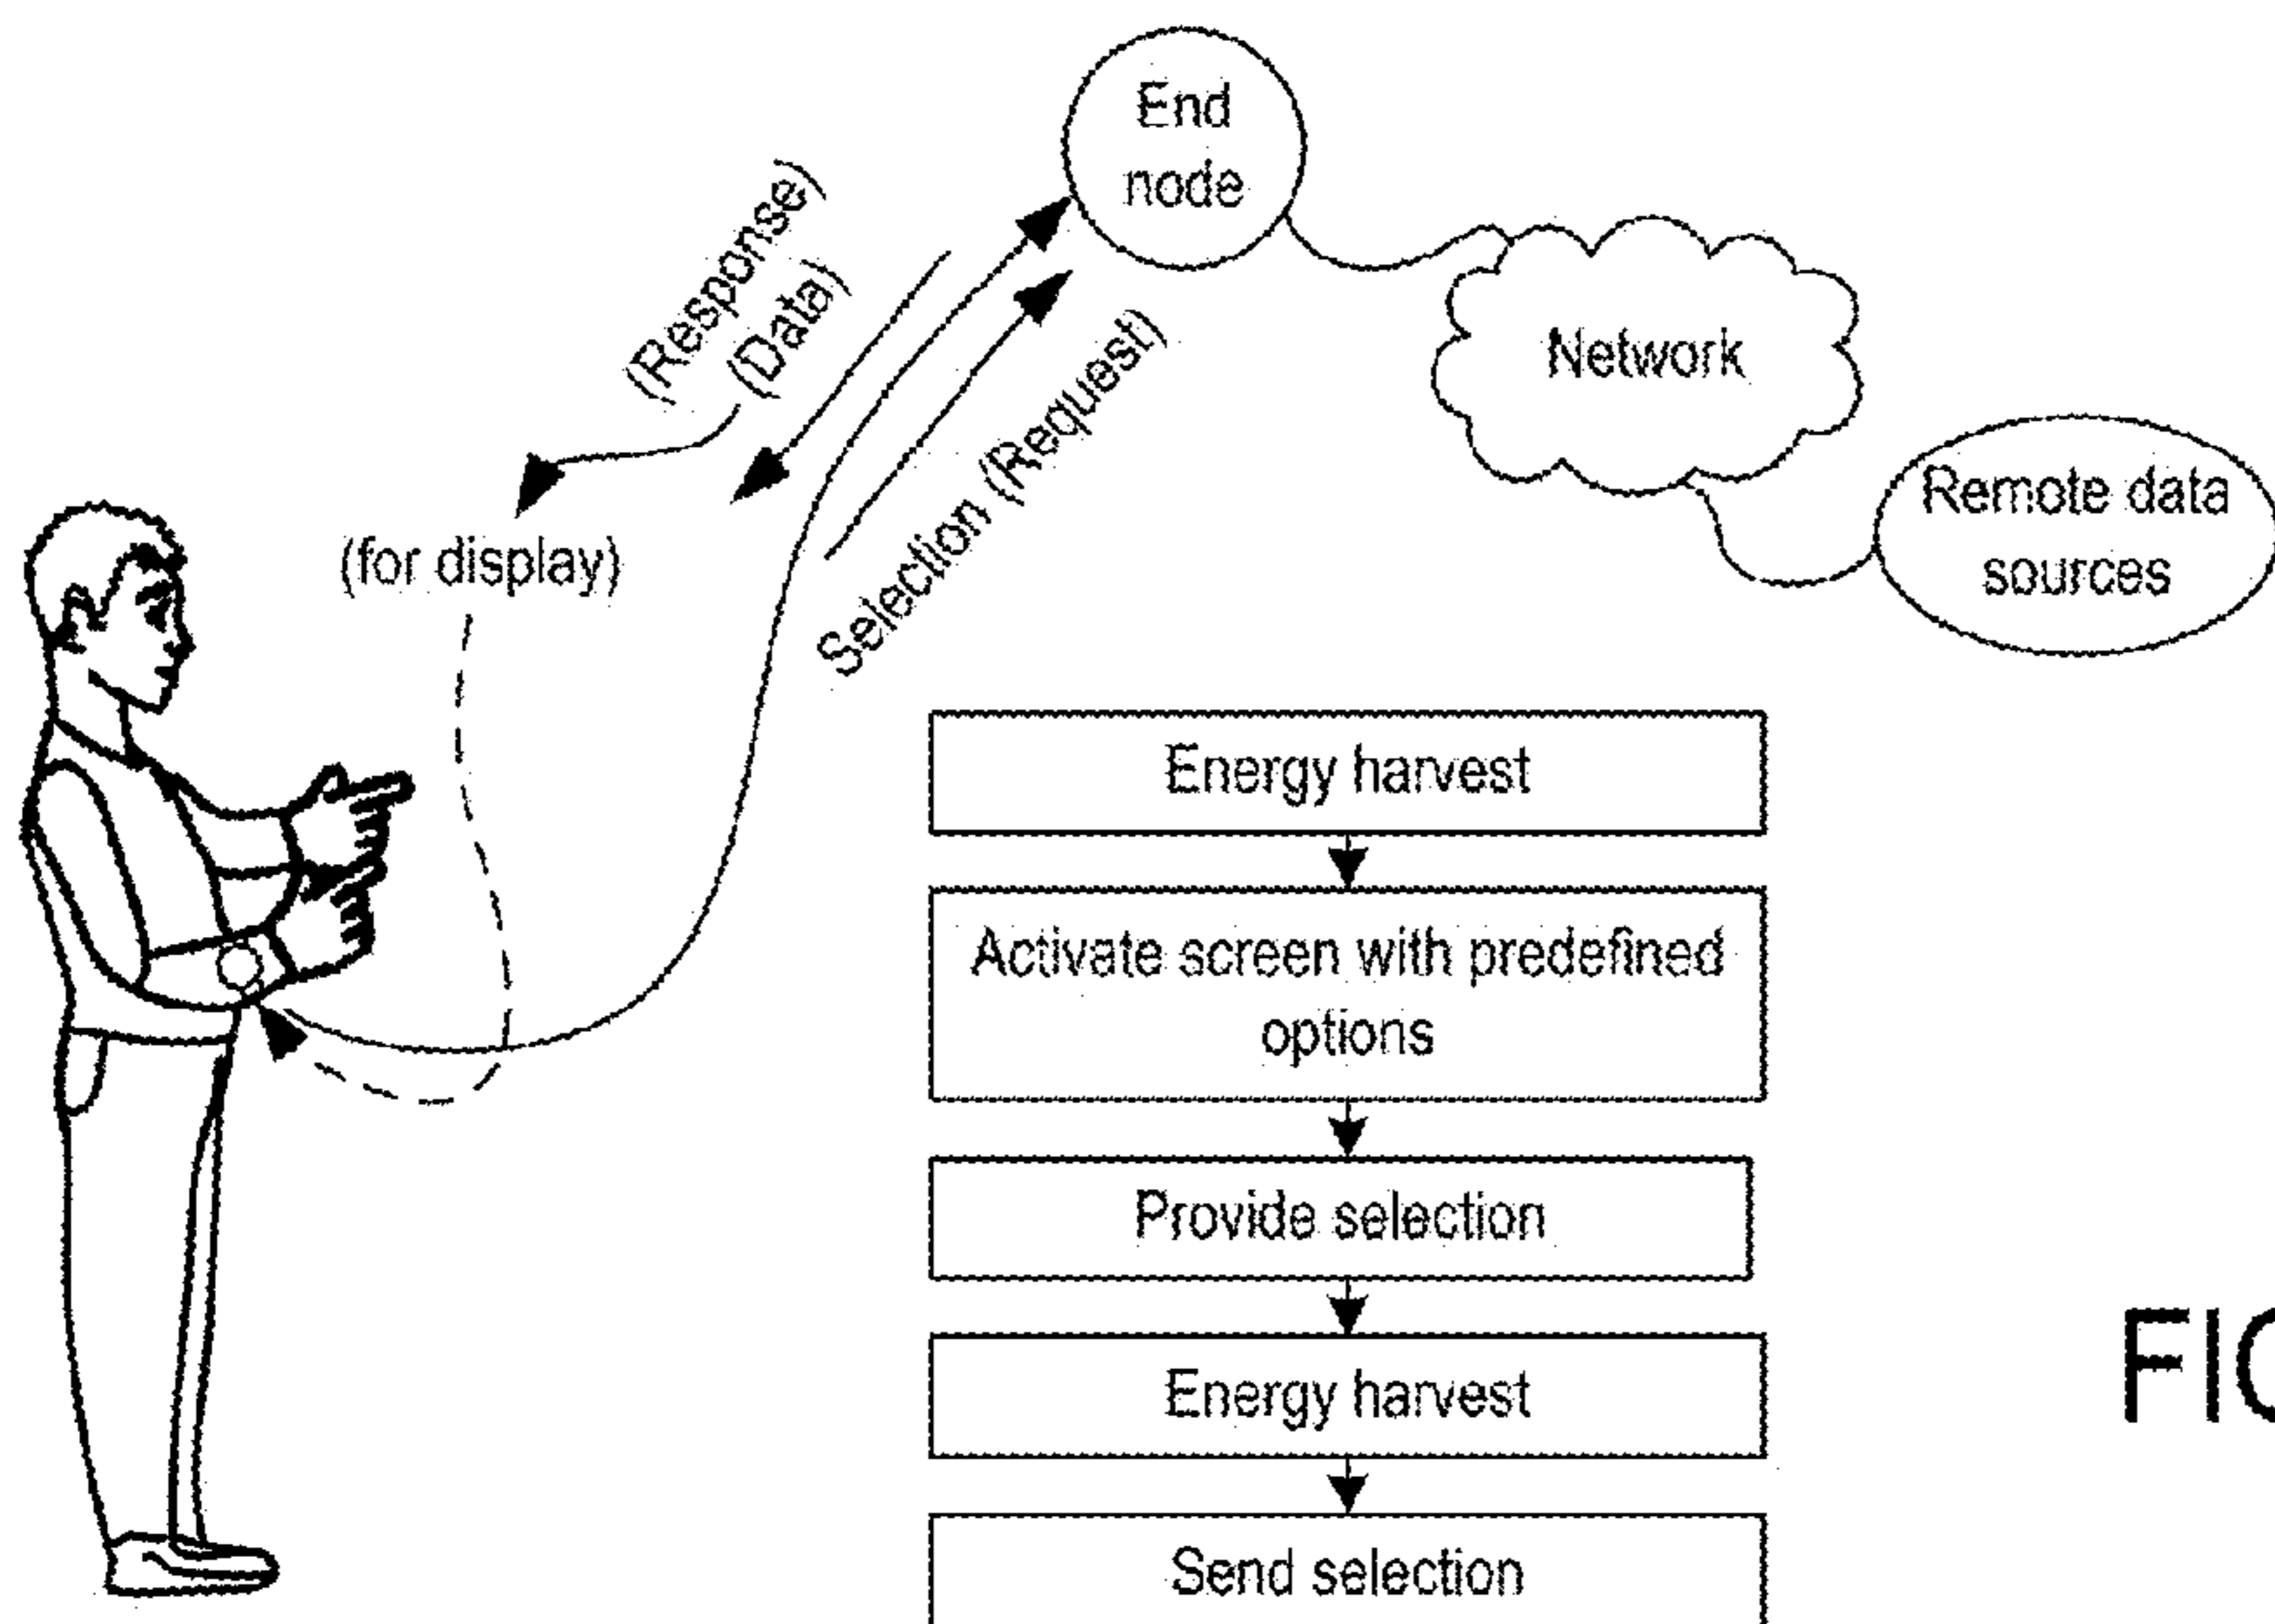 End
node
(Response)
(Data)
Selection (Request)
Network
Remote data
sources
(for display)
Energy harvest
Activate screen with predefined
options
Provide selection
Energy harvest
Send selection